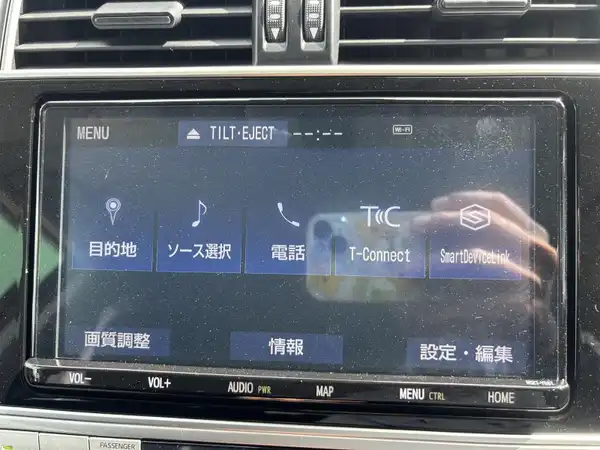 MENU ⏏ TILT·EJECT --:-- Wi-Fi
目的地 ソース選択 電話 T-Connect SmartDeviceLink
画質調整 情報 設定・編集
VOL− VOL+ AUDIO PWR MAP MENU CTRL HOME
PASSENGER